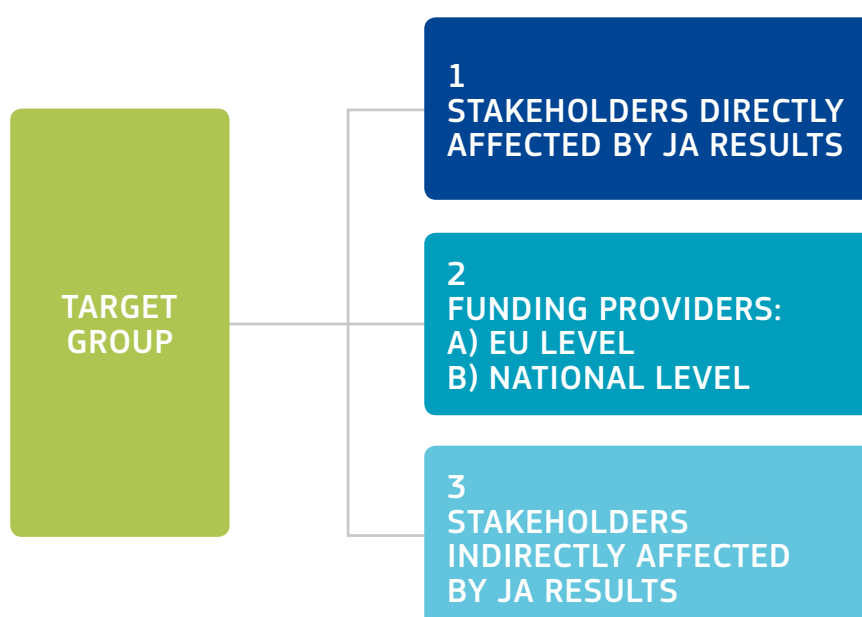 TARGET
GROUP
1
STAKEHOLDERS DIRECTLY
AFFECTED BY JA RESULTS
2
FUNDING PROVIDERS:
A) EU LEVEL
B) NATIONAL LEVEL
3
STAKEHOLDERS
INDIRECTLY AFFECTED
BY JA RESULTS